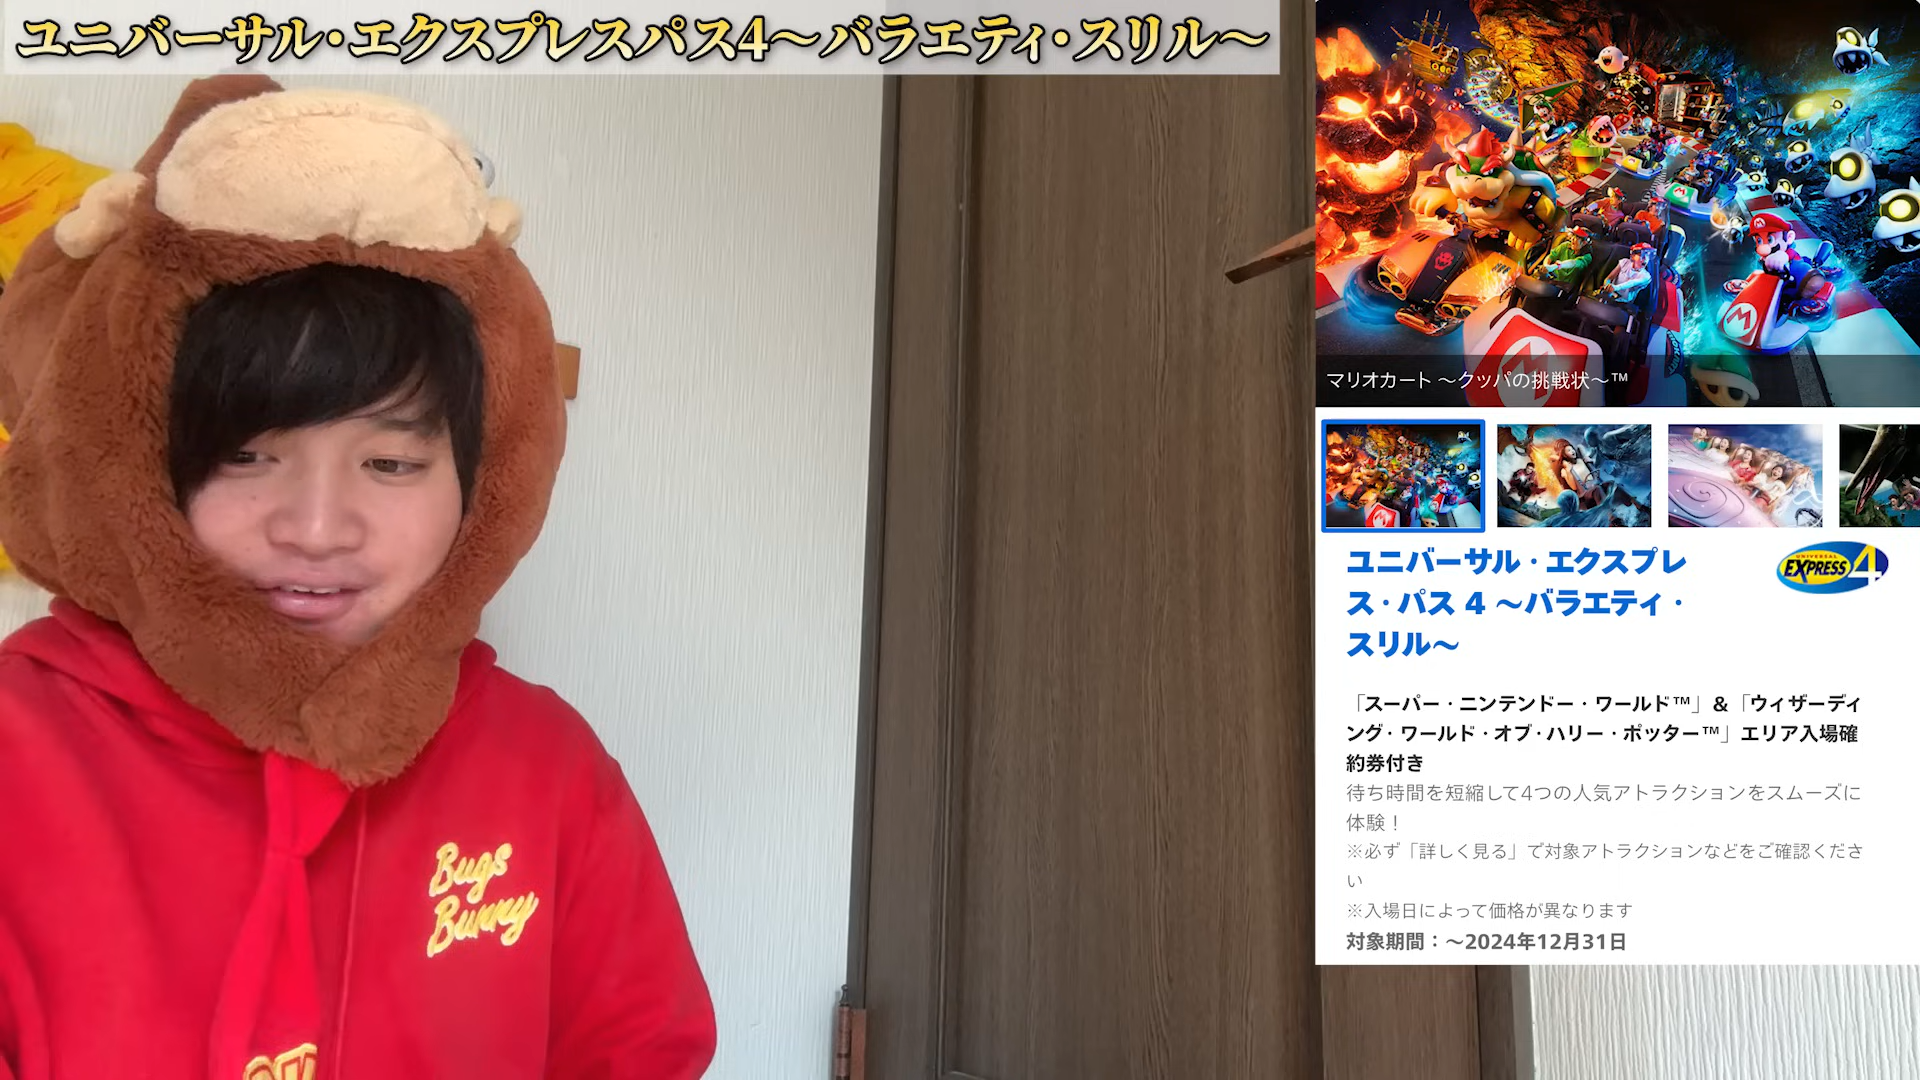 ユニバーサル・エクスプレスパス4〜バラエティ・スリル〜
マリオカート 〜クッパの挑戦状〜™
ユニバーサル・エクスプレ
ス・パス 4 〜バラエティ・
スリル〜
UNIVERSAL
EXPRESS 4
「スーパー・ニンテンドー・ワールド™」&「ウィザーディ
ング・ワールド・オブ・ハリー・ポッター™」エリア入場確
約券付き
待ち時間を短縮して4つの人気アトラクションをスムーズに
体験！
※必ず「詳しく見る」で対象アトラクションなどをご確認くださ
い
※入場日によって価格が異なります
対象期間：〜2024年12月31日
Bugs
Bunny